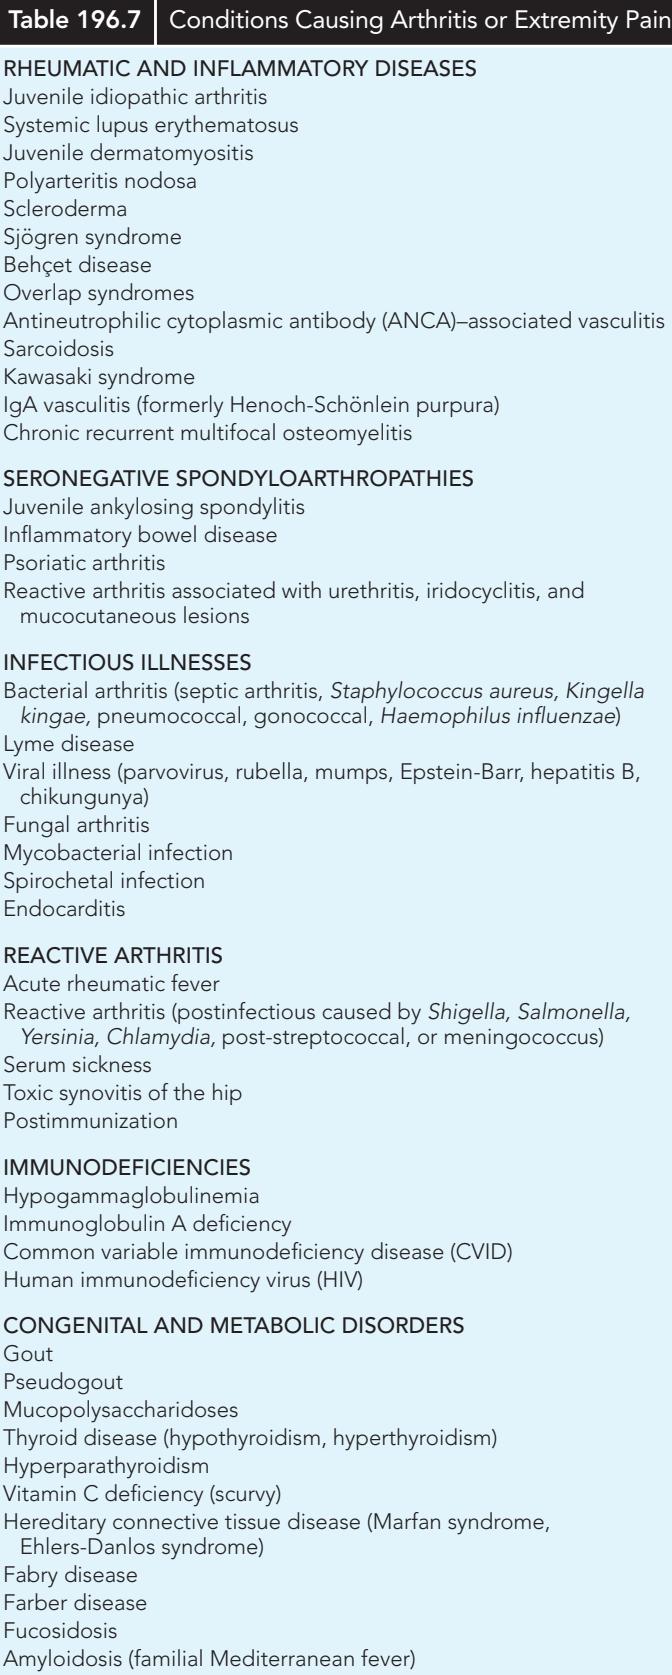 Table 196.7 Conditions Causing Arthritis or Extremity Pain
RHEUMATIC AND INFLAMMATORY DISEASES
Juvenile idiopathic arthritis
Systemic lupus erythematosus
Juvenile dermatomyositis
Polyarteritis nodosa
Scleroderma
Sjögren syndrome
Behçet disease
Overlap syndromes
Antineutrophilic cytoplasmic antibody (ANCA)–associated vasculitis
Sarcoidosis
Kawasaki syndrome
IgA vasculitis (formerly Henoch-Schönlein purpura)
Chronic recurrent multifocal osteomyelitis
SERONEGATIVE SPONDYLOARTHROPATHIES
Juvenile ankylosing spondylitis
Inflammatory bowel disease
Psoriatic arthritis
Reactive arthritis associated with urethritis, iridocyclitis, and
mucocutaneous lesions
INFECTIOUS ILLNESSES
Bacterial arthritis (septic arthritis, Staphylococcus aureus, Kingella
kingae, pneumococcal, gonococcal, Haemophilus influenzae)
Lyme disease
Viral illness (parvovirus, rubella, mumps, Epstein-Barr, hepatitis B,
chikungunya)
Fungal arthritis
Mycobacterial infection
Spirochetal infection
Endocarditis
REACTIVE ARTHRITIS
Acute rheumatic fever
Reactive arthritis (postinfectious caused by Shigella, Salmonella,
Yersinia, Chlamydia, post-streptococcal, or meningococcus)
Serum sickness
Toxic synovitis of the hip
Postimmunization
IMMUNODEFICIENCIES
Hypogammaglobulinemia
Immunoglobulin A deficiency
Common variable immunodeficiency disease (CVID)
Human immunodeficiency virus (HIV)
CONGENITAL AND METABOLIC DISORDERS
Gout
Pseudogout
Mucopolysaccharidoses
Thyroid disease (hypothyroidism, hyperthyroidism)
Hyperparathyroidism
Vitamin C deficiency (scurvy)
Hereditary connective tissue disease (Marfan syndrome,
Ehlers-Danlos syndrome)
Fabry disease
Farber disease
Fucosidosis
Amyloidosis (familial Mediterranean fever)